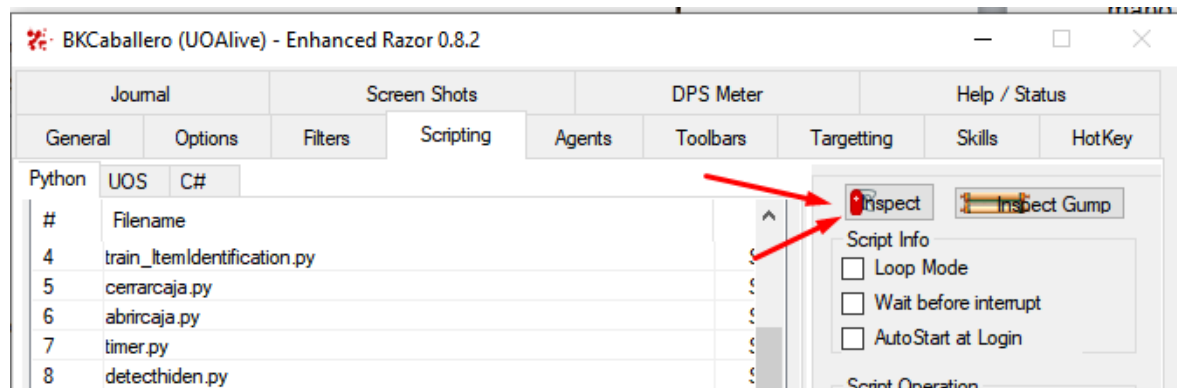 BKCaballero (UOAlive) - Enhanced Razor 0.8.2
Journal Screen Shots DPS Meter Help / Status
General Options Filters Scripting Agents Toolbars Targetting Skills HotKey
Python UOS C#
# Filename
Inspect Inspect Gump
Script Info
4 train_ItemIdentification.py
Loop Mode
5 cerrarcaja.py
Wait before interrupt
6 abrircaja.py
AutoStart at Login
7 timer.py
8 detecthiden.py
Script Operation